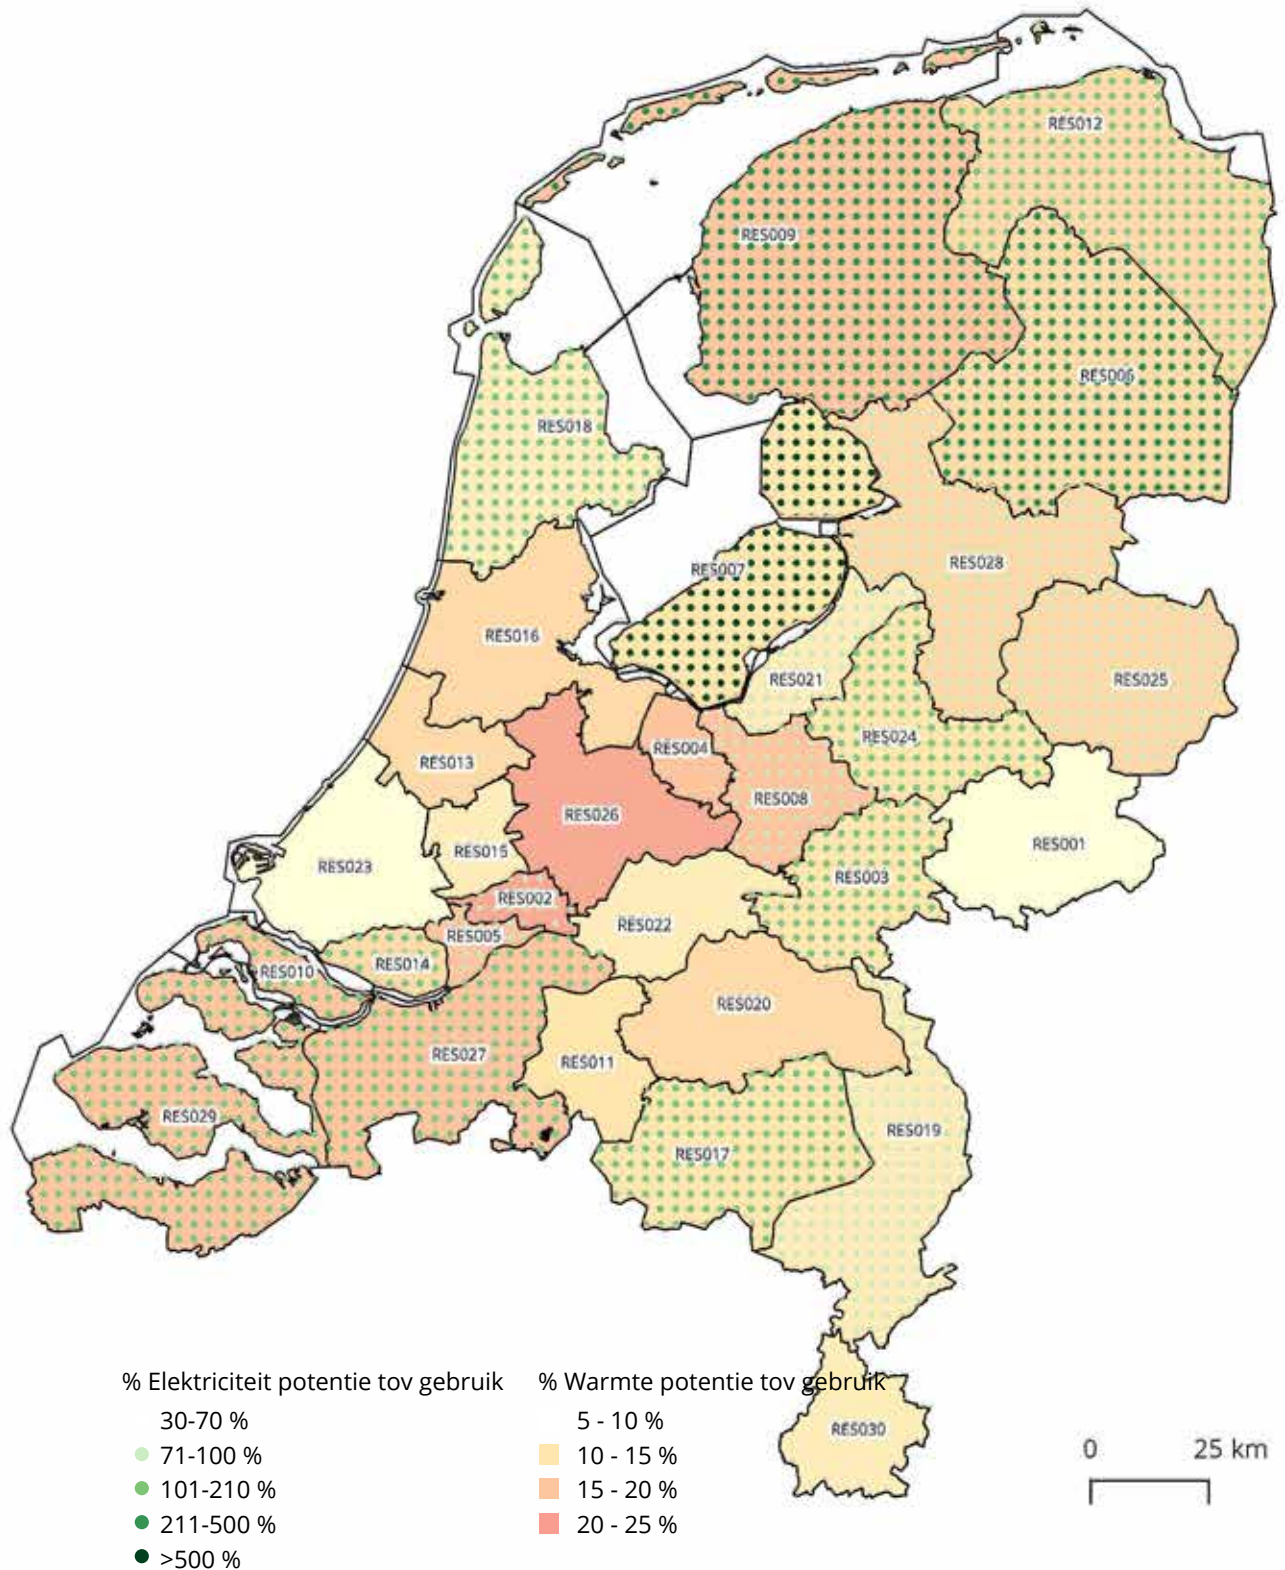 RES012
RES009
RES006
RES018
RES028
RES007
RES016
RES021
RES025
RES024
RES004
RES013
RES008
RES026
RES001
RES015
RES023
RES003
RES002
RES022
RES005
RES014
RES010
RES020
RES027
RES011
RES029
RES019
RES017
RES030
% Elektriciteit potentie tov gebruik
30-70 %
71-100 %
101-210 %
211-500 %
>500 %
% Warmte potentie tov gebruik
5 - 10 %
10 - 15 %
15 - 20 %
20 - 25 %
0 25 km